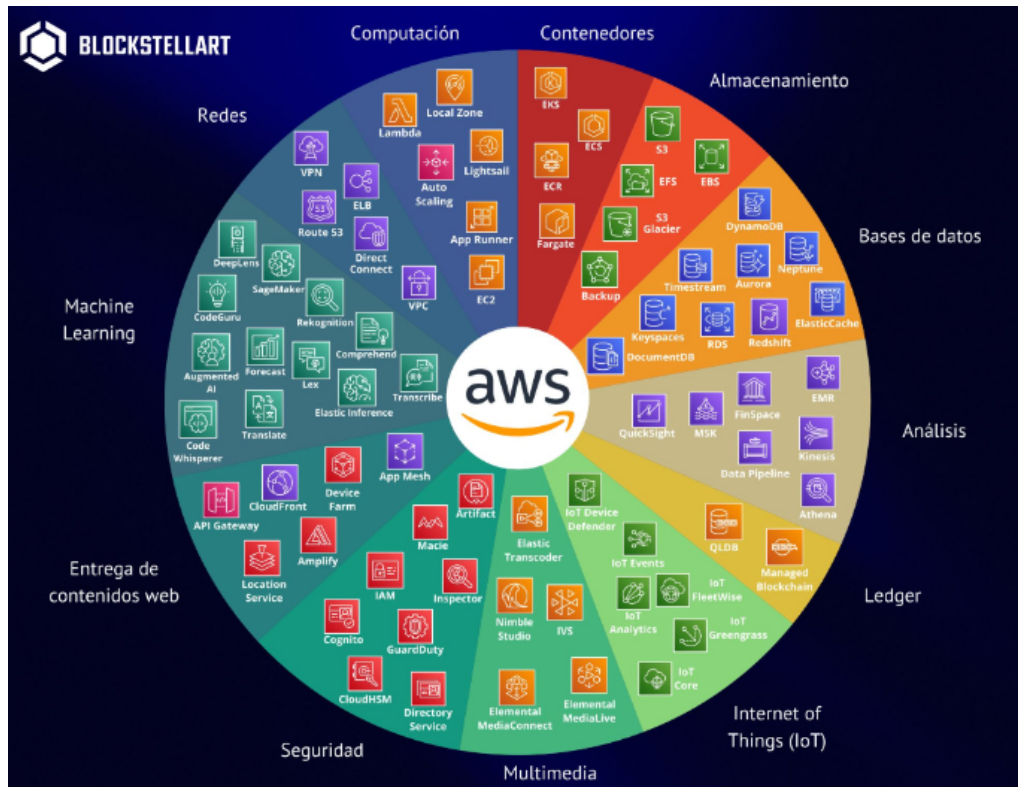 BLOCKSTELLART
Computación
Contenedores
Almacenamiento
Bases de datos
Análisis
Ledger
Internet of
Things (IoT)
Multimedia
Seguridad
Entrega de
contenidos web
Machine
Learning
Redes
Local Zone
Lambda
Lightsail
Auto
Scaling
App Runner
EC2
EKS
ECS
ECR
Fargate
S3
EBS
EFS
S3
Glacier
Backup
DynamoDB
Neptune
Aurora
Timestream
ElasticCache
Keyspaces
RDS
Redshift
DocumentDB
EMR
FinSpace
QuickSight
MSK
Kinesis
Data Pipeline
Athena
QLDB
Managed
Blockchain
IoT Device
Defender
IoT Events
IoT
FleetWise
IoT
Analytics
IoT
Greengrass
IoT
Core
Elastic
Transcoder
Nimble
Studio
IVS
Elemental
MediaConnect
Elemental
MediaLive
Artifact
Macie
IAM
Inspector
Cognito
GuardDuty
CloudHSM
Directory
Service
App Mesh
Device
Farm
CloudFront
API Gateway
Amplify
Location
Service
DeepLens
SageMaker
CodeGuru
Rekognition
Comprehend
Augmented
AI
Forecast
Lex
Elastic Inference
Transcribe
Code
Whisperer
Translate
VPN
ELB
Route 53
53
Direct
Connect
VPC
aws